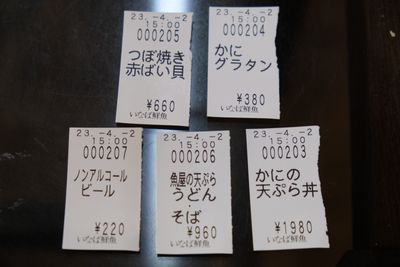 23.-4.-2
15:00
000205
つぼ焼き
赤ばい貝
¥660
いなば鮮魚
23.-4.-2
15:00
000204
かに
グラタン
¥380
いなば鮮魚
23.-4.-2
15:00
000207
ノンアルコール
ビール
¥220
いなば鮮魚
23.-4.-2
15:00
000206
魚屋の天ぷら
うどん
・
そば
¥960
いなば鮮魚
23.-4.-2
15:00
000203
かにの
天ぷら丼
¥1980
いなば鮮魚